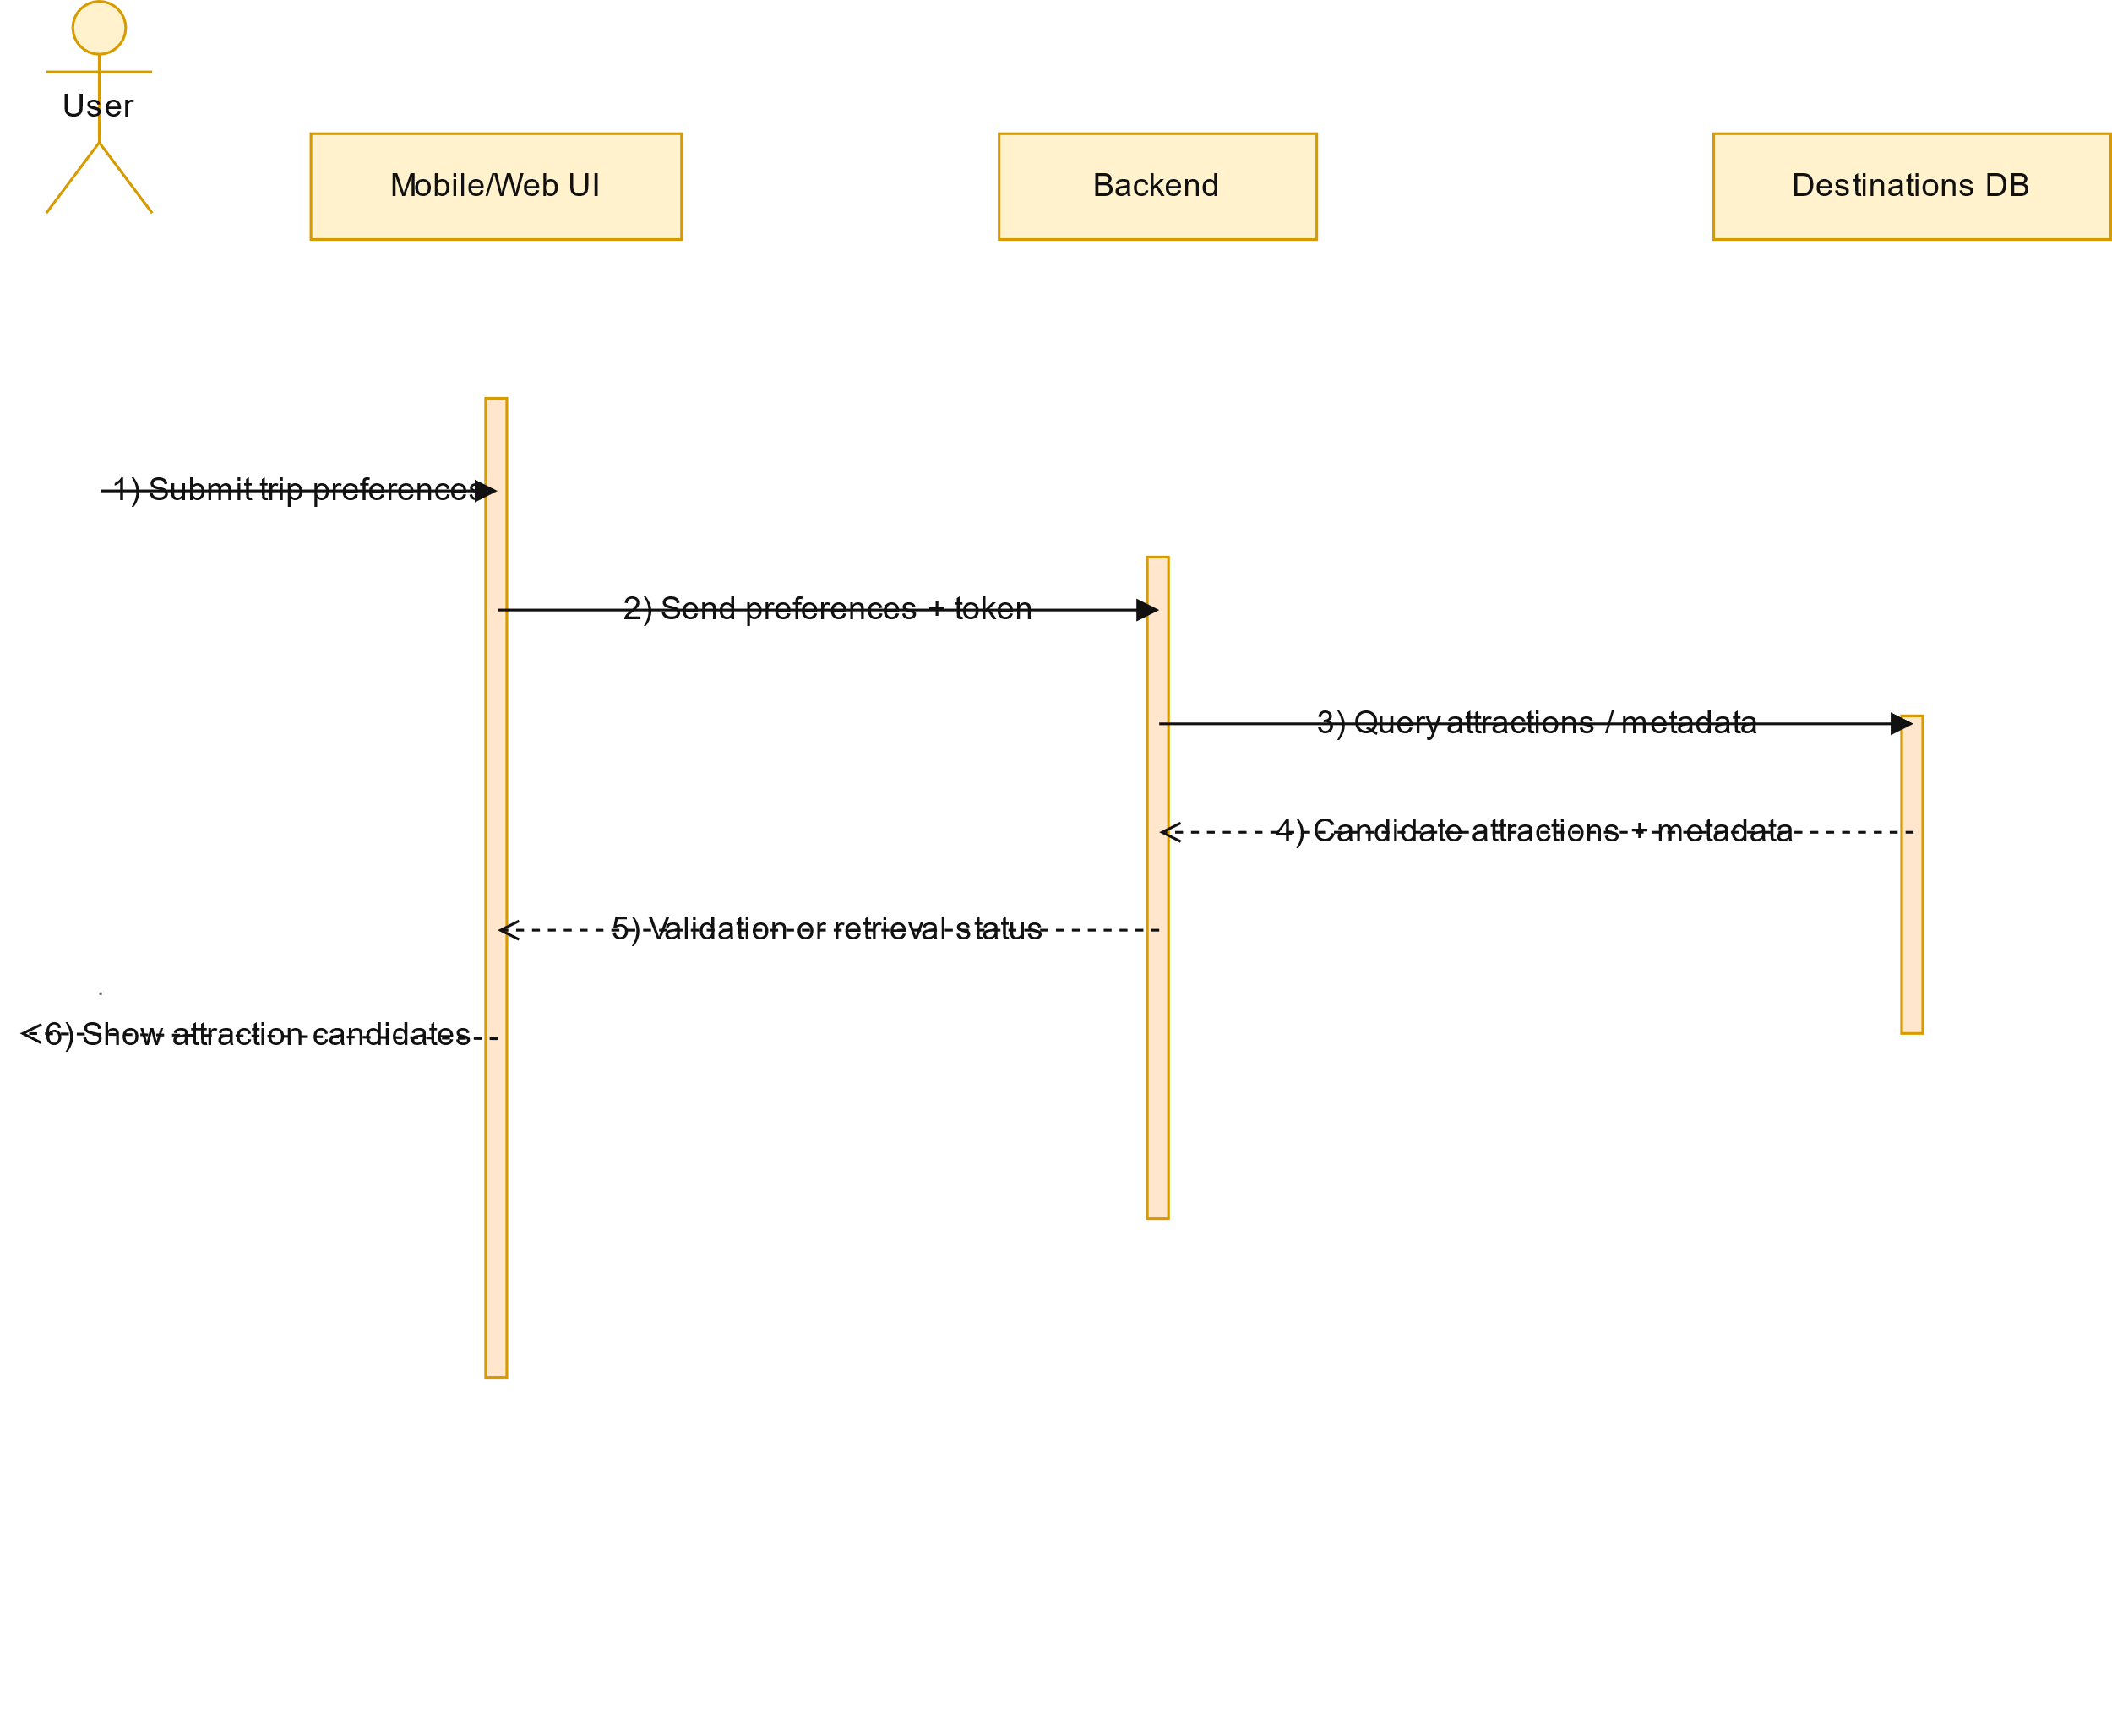 User
Mobile/Web UI
Backend
Destinations DB
1) Submit trip preferences
2) Send preferences + token
3) Query attractions / metadata
4) Candidate attractions + metadata
5) Validation or retrieval status
6) Show attraction candidates